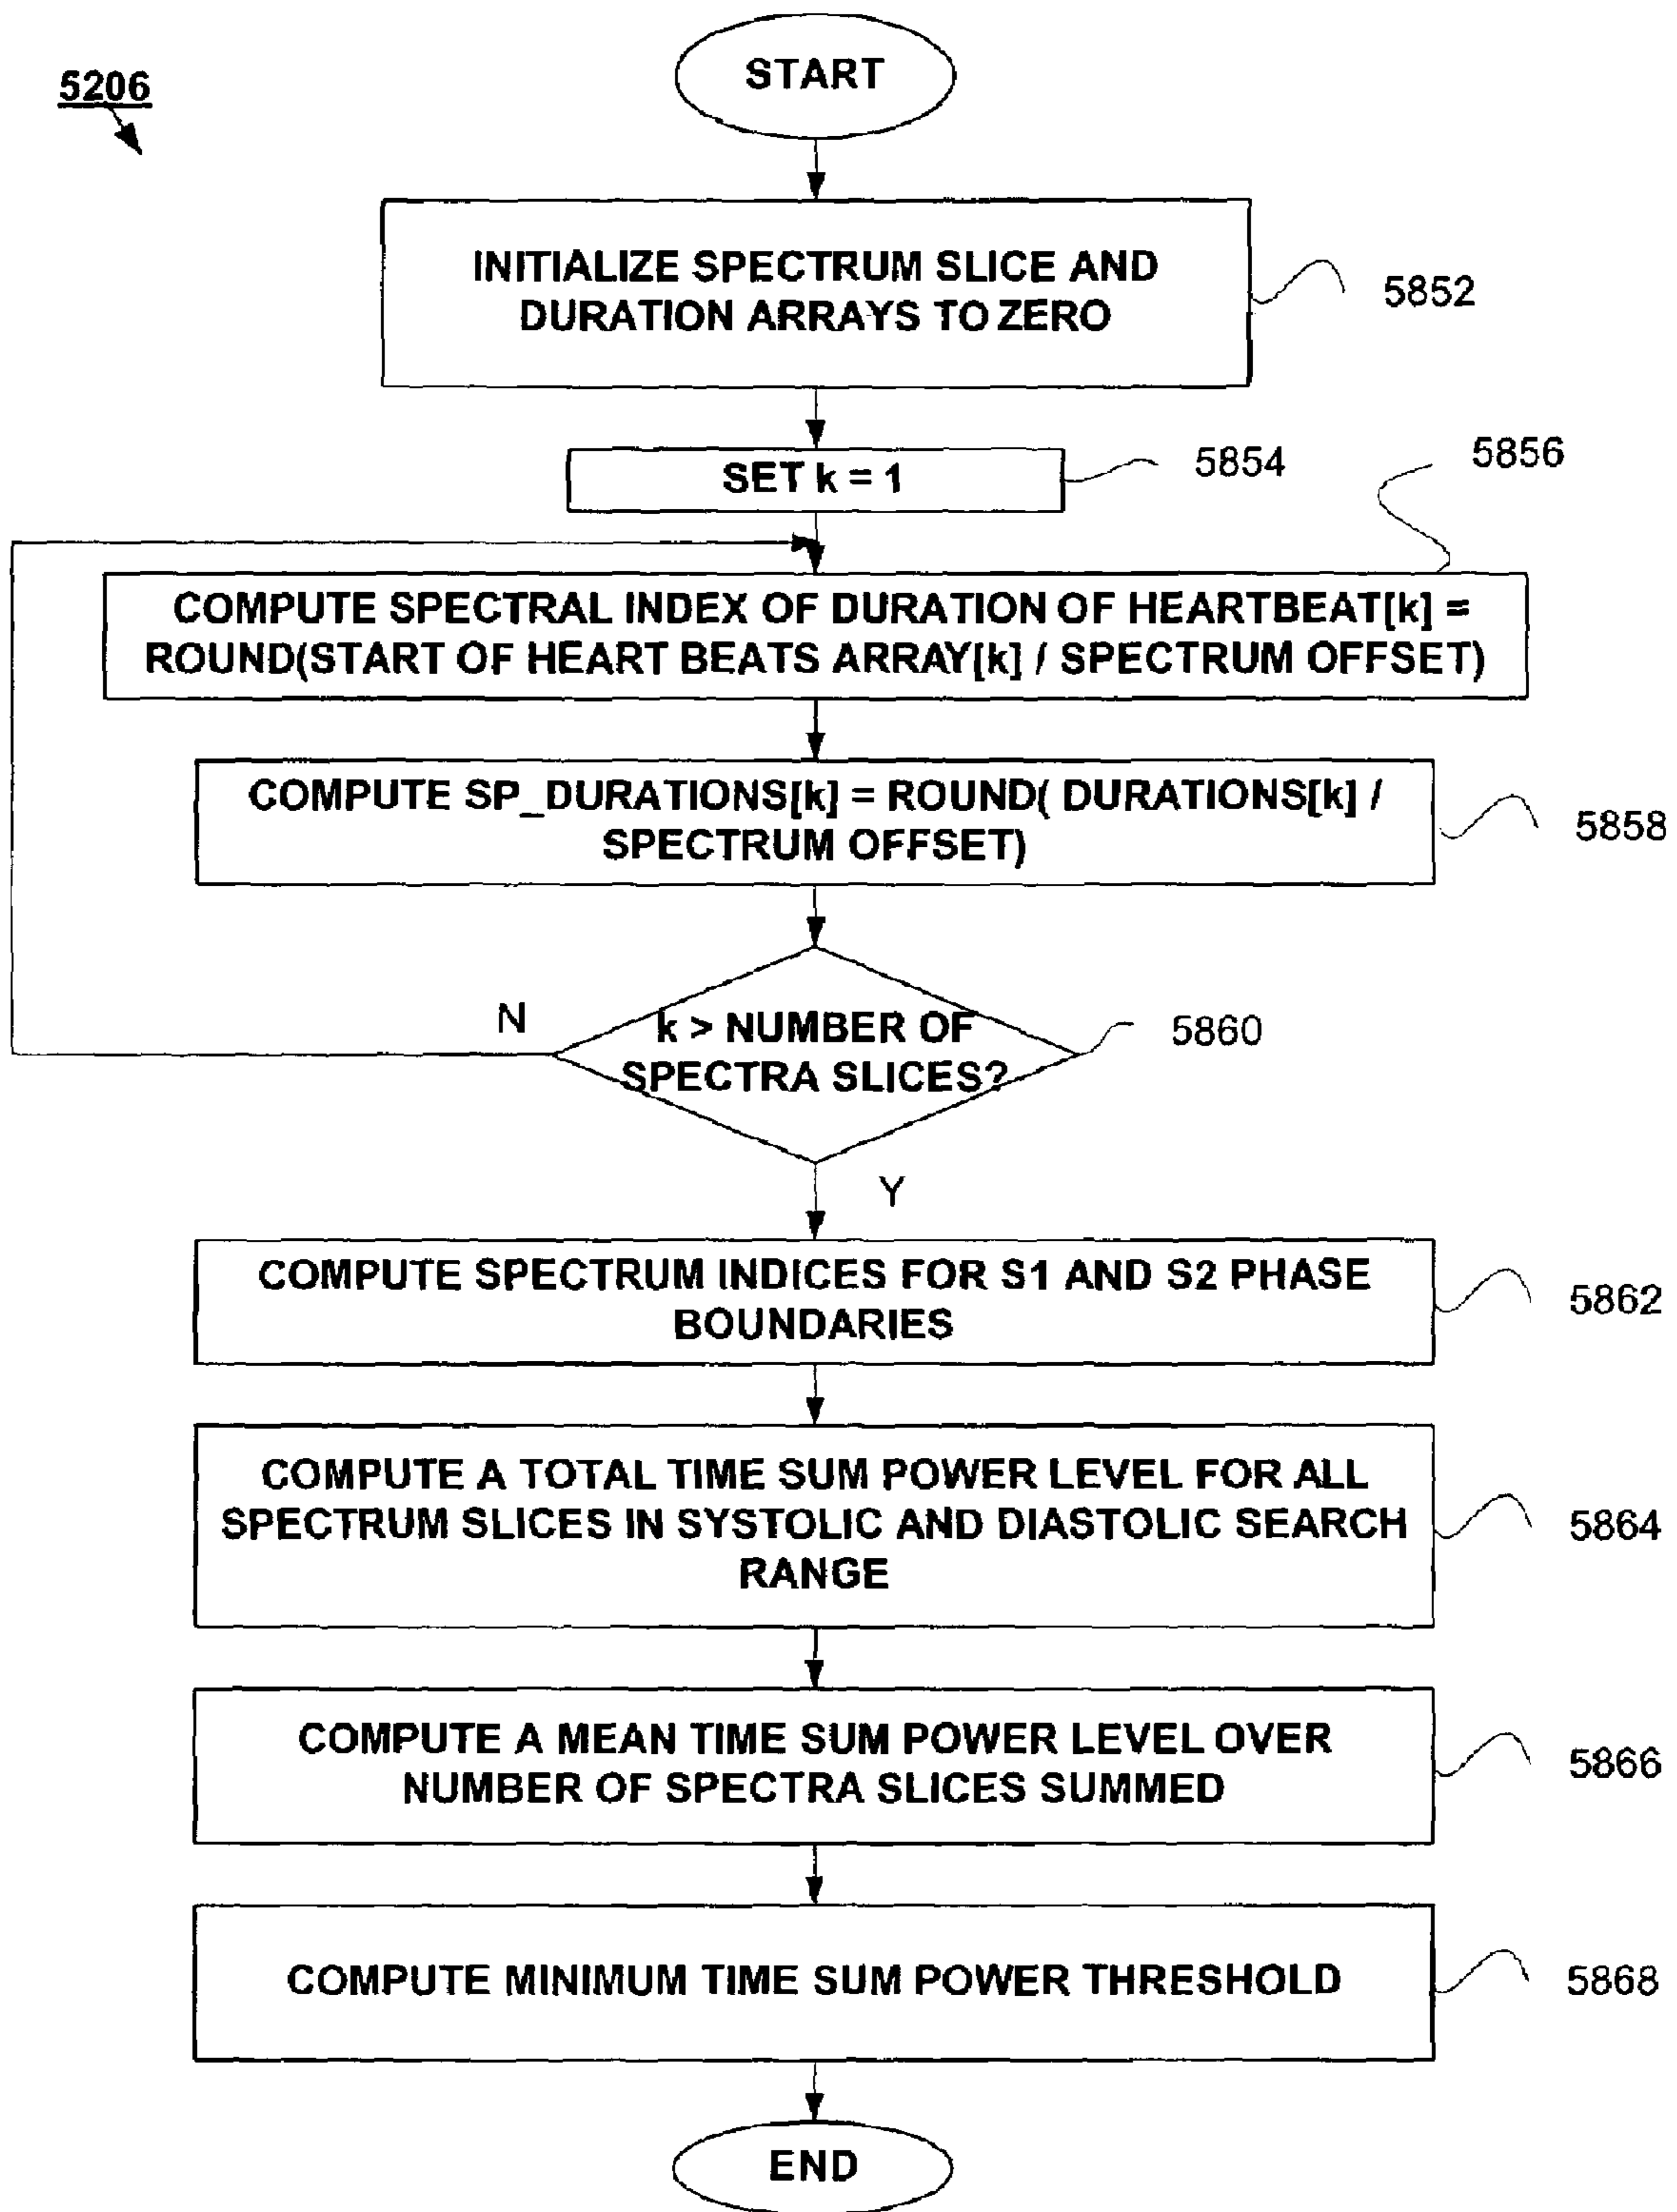 START
5206
INITIALIZE SPECTRUM SLICE AND
DURATION ARRAYS TO ZERO
5852
SET k = 1
5854
5856
COMPUTE SPECTRAL INDEX OF DURATION OF HEARTBEAT[k] =
ROUND(START OF HEART BEATS ARRAY[k] / SPECTRUM OFFSET)
COMPUTE SP_DURATIONS[k] = ROUND( DURATIONS[k] /
SPECTRUM OFFSET)
5858
N
k > NUMBER OF
SPECTRA SLICES?
5860
Y
COMPUTE SPECTRUM INDICES FOR S1 AND S2 PHASE
BOUNDARIES
5862
COMPUTE A TOTAL TIME SUM POWER LEVEL FOR ALL
SPECTRUM SLICES IN SYSTOLIC AND DIASTOLIC SEARCH
RANGE
5864
COMPUTE A MEAN TIME SUM POWER LEVEL OVER
NUMBER OF SPECTRA SLICES SUMMED
5866
COMPUTE MINIMUM TIME SUM POWER THRESHOLD
5868
END